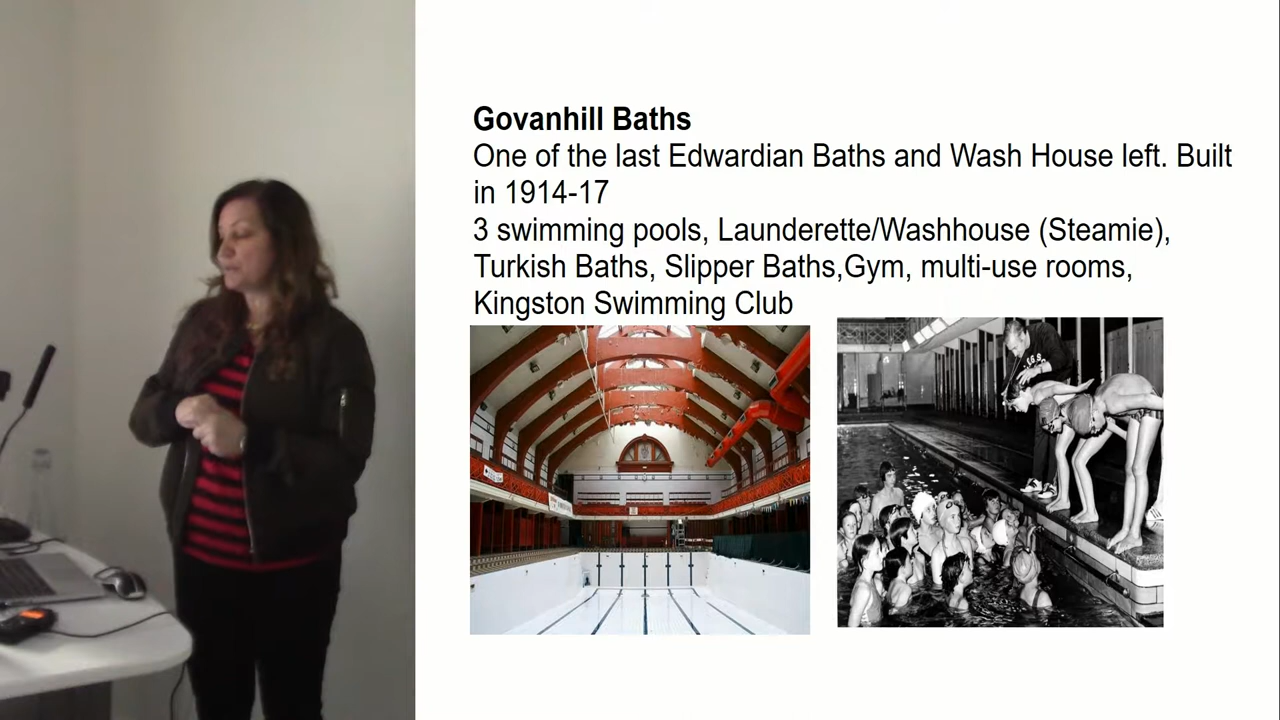 Govanhill Baths
One of the last Edwardian Baths and Wash House left. Built
in 1914-17
3 swimming pools, Launderette/Washhouse (Steamie),
Turkish Baths, Slipper Baths,Gym, multi-use rooms,
Kingston Swimming Club